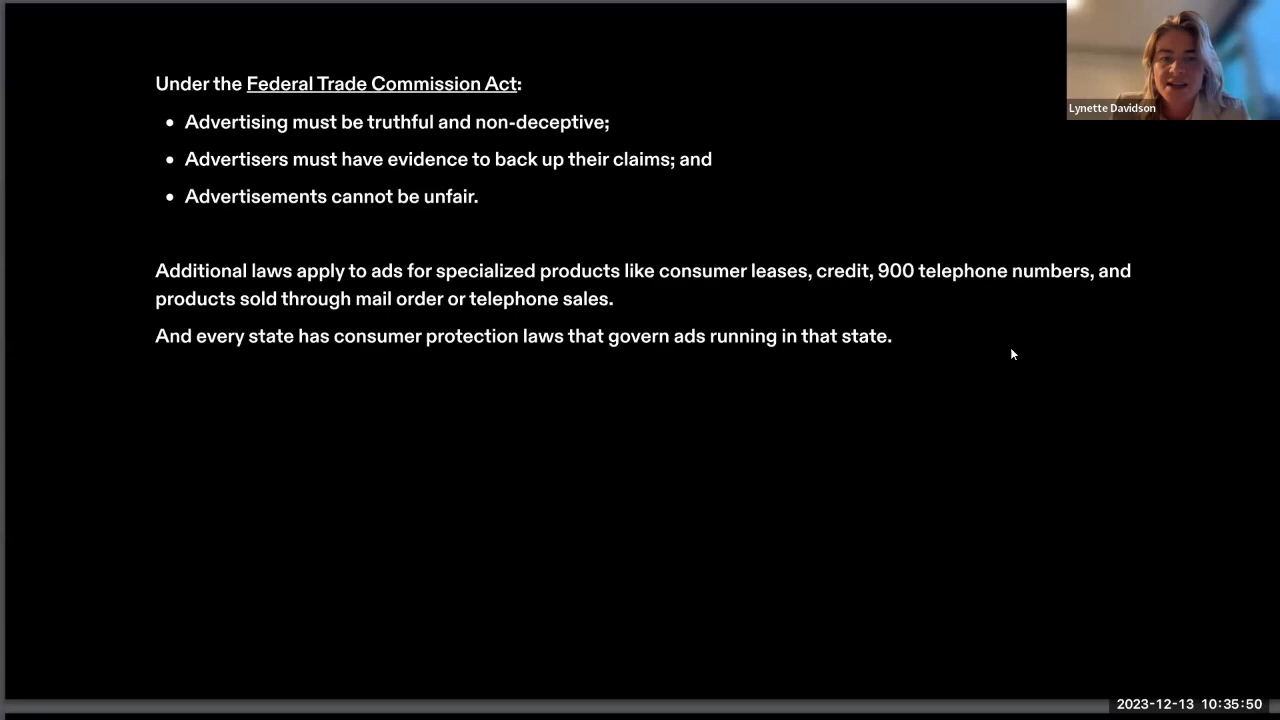 Under the Federal Trade Commission Act:
• Advertising must be truthful and non-deceptive;
• Advertisers must have evidence to back up their claims; and
• Advertisements cannot be unfair.
Additional laws apply to ads for specialized products like consumer leases, credit, 900 telephone numbers, and
products sold through mail order or telephone sales.
And every state has consumer protection laws that govern ads running in that state.
Lynette Davidson
2023-12-13 10:35:50